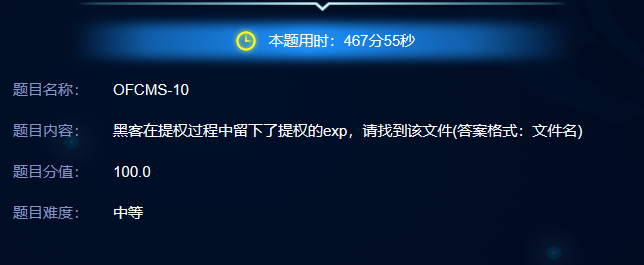 本题用时：467分55秒
题目名称： OFCMS-10
题目内容： 黑客在提权过程中留下了提权的exp，请找到该文件(答案格式：文件名)
题目分值： 100.0
题目难度： 中等